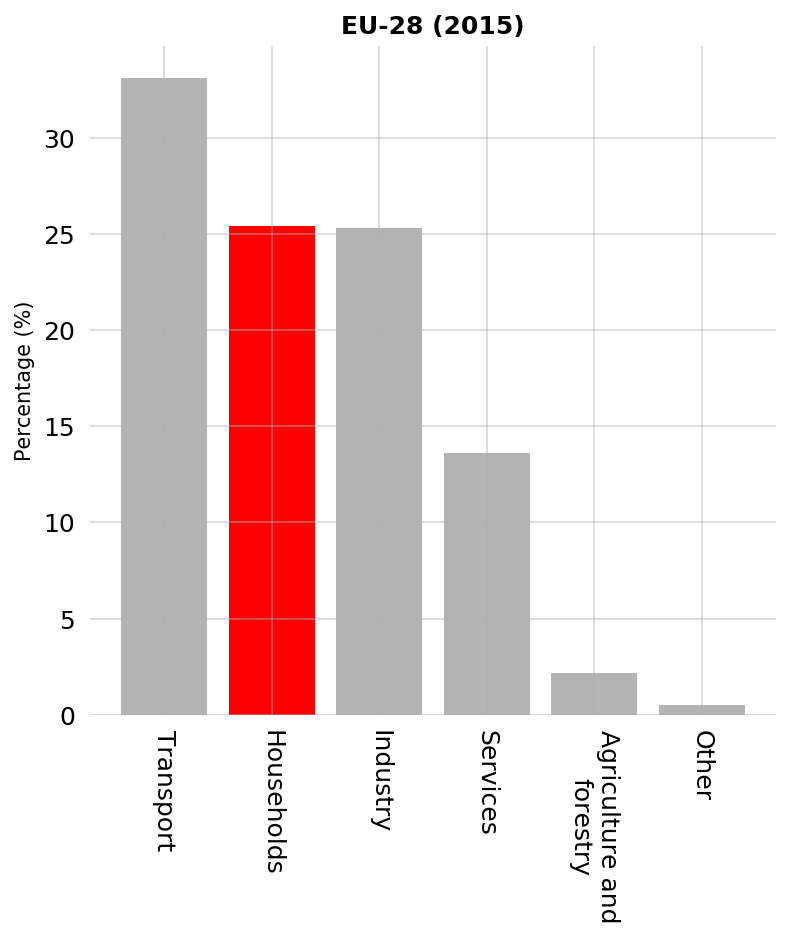 EU-28 (2015)
Percentage (%)
30
25
20
15
10
5
0
Transport
Households
Industry
Services
Agriculture and
forestry
Other